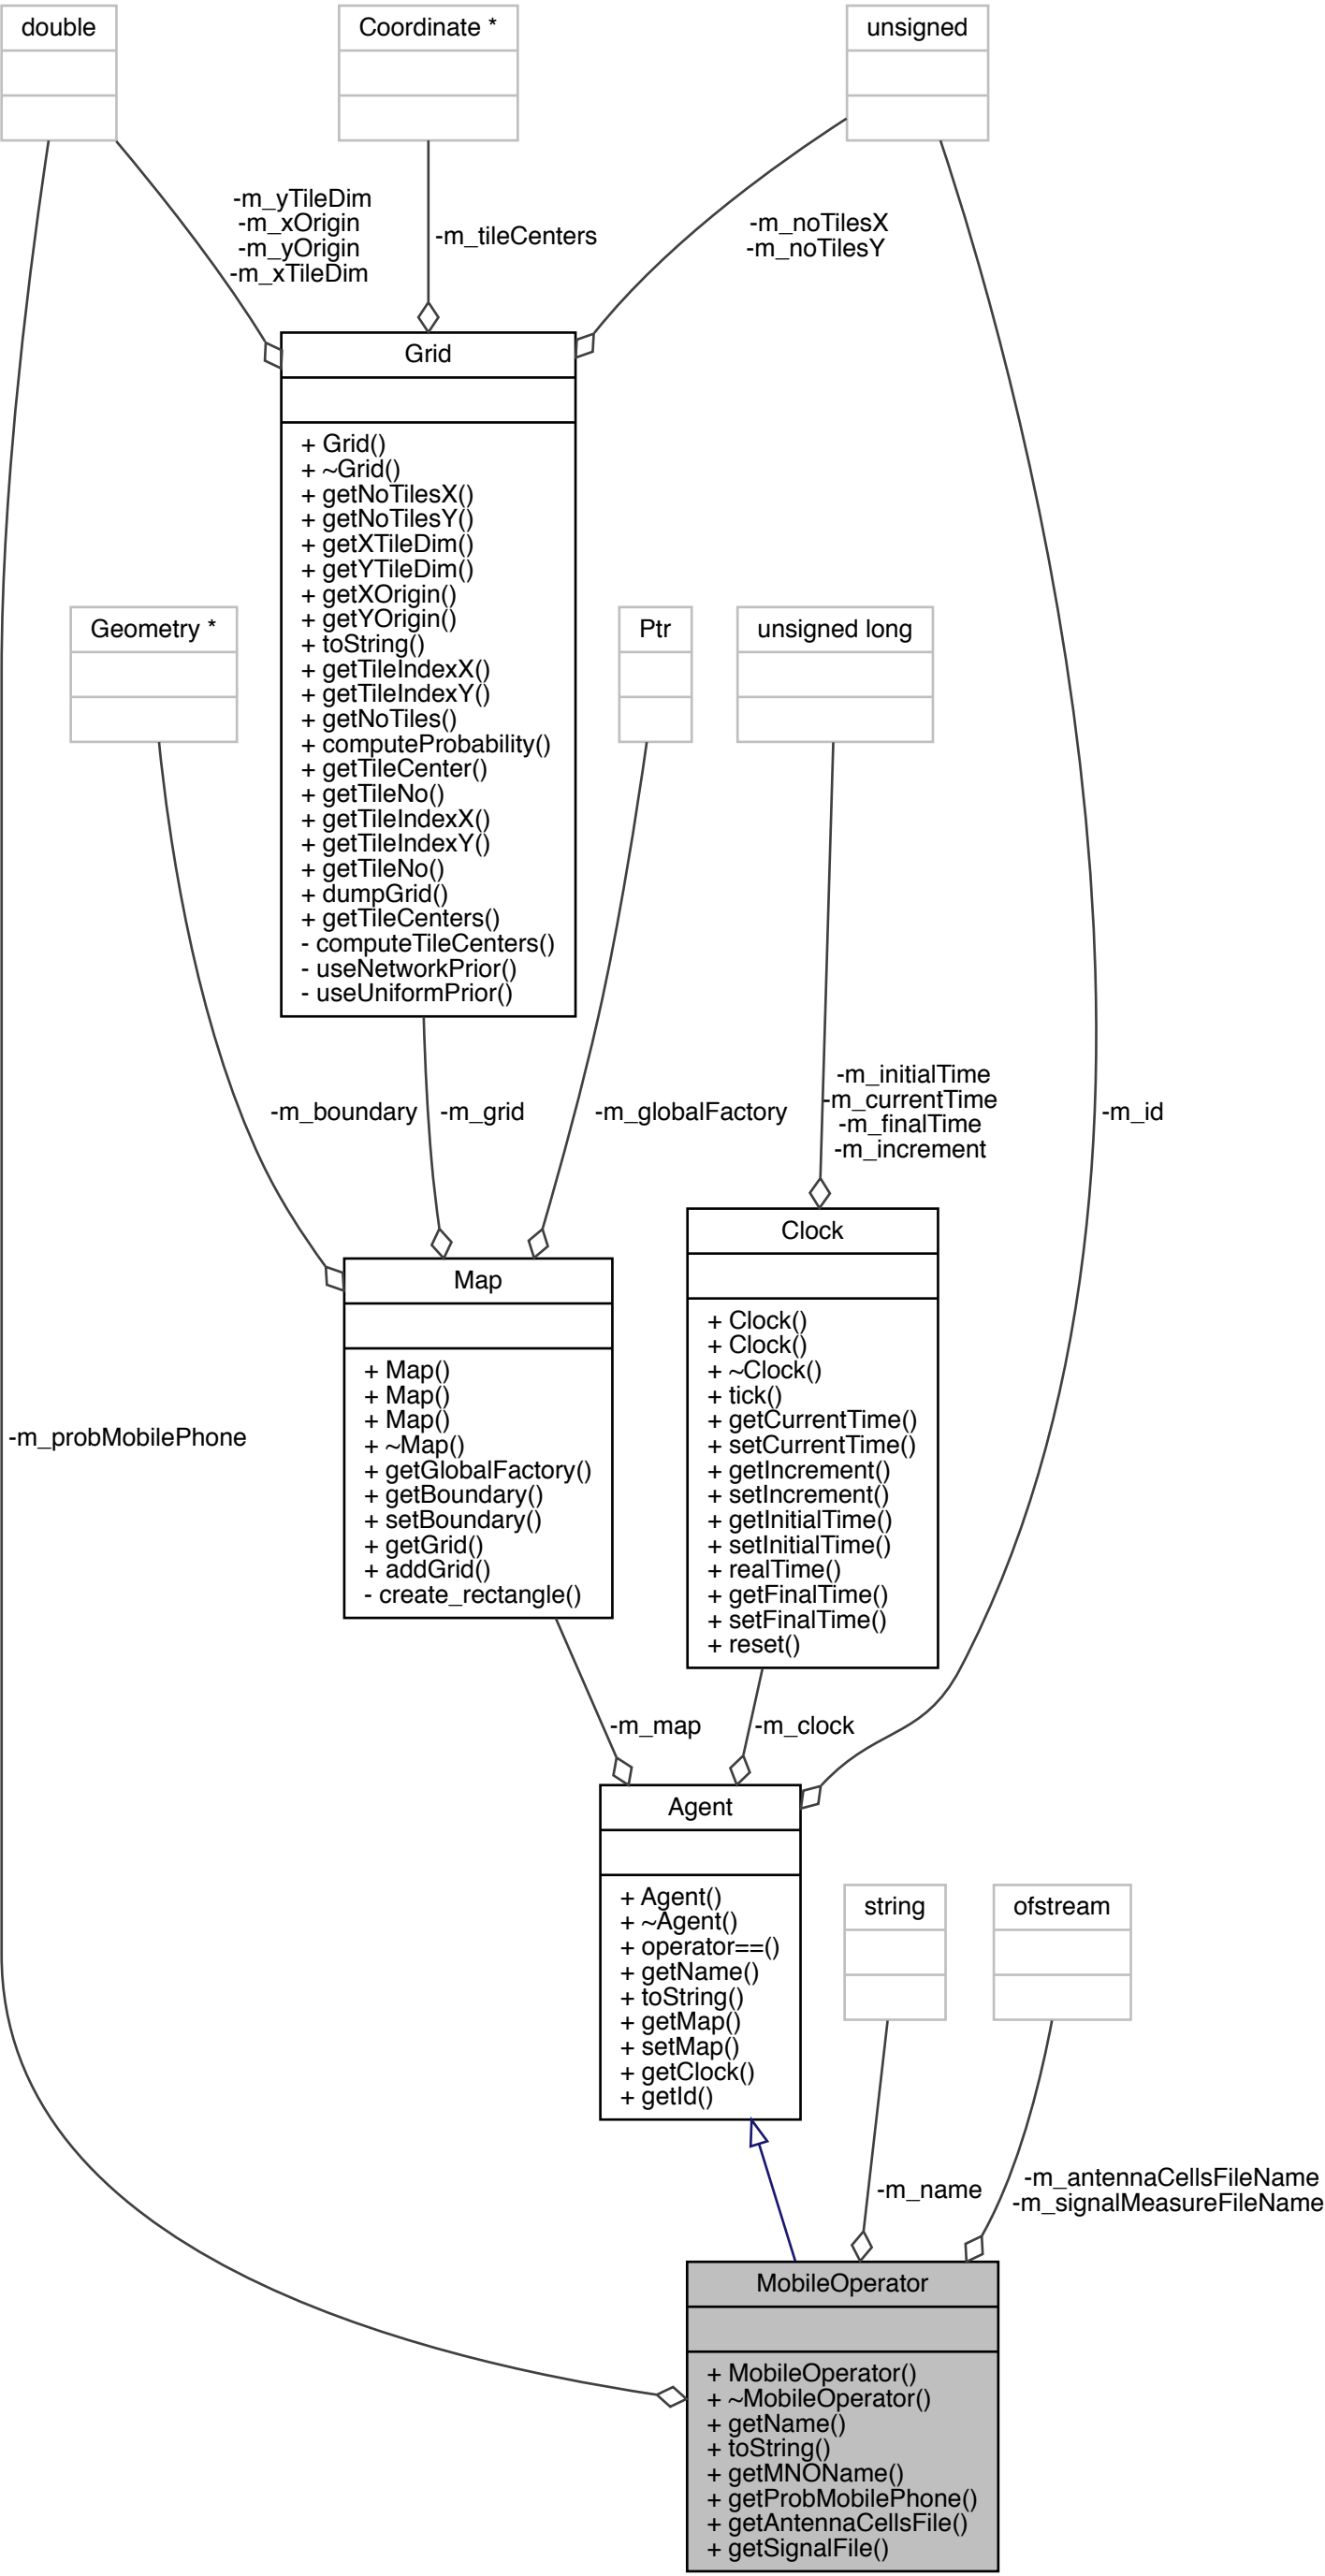 double
Coordinate *
unsigned
-m_yTileDim
-m_xOrigin
-m_yOrigin
-m_xTileDim
-m_tileCenters
-m_noTilesX
-m_noTilesY
Grid
+ Grid()
+ ~Grid()
+ getNoTilesX()
+ getNoTilesY()
+ getXTileDim()
+ getYTileDim()
+ getXOrigin()
+ getYOrigin()
+ toString()
+ getTileIndexX()
+ getTileIndexY()
+ getNoTiles()
+ computeProbability()
+ getTileCenter()
+ getTileNo()
+ getTileIndexX()
+ getTileIndexY()
+ getTileNo()
+ dumpGrid()
+ getTileCenters()
- computeTileCenters()
- useNetworkPrior()
- useUniformPrior()
Geometry *
Ptr
unsigned long
-m_boundary
-m_grid
-m_globalFactory
-m_initialTime
-m_currentTime
-m_finalTime
-m_increment
-m_id
Map
+ Map()
+ Map()
+ Map()
+ ~Map()
+ getGlobalFactory()
+ getBoundary()
+ setBoundary()
+ getGrid()
+ addGrid()
- create_rectangle()
Clock
+ Clock()
+ Clock()
+ ~Clock()
+ tick()
+ getCurrentTime()
+ setCurrentTime()
+ getIncrement()
+ setIncrement()
+ getInitialTime()
+ setInitialTime()
+ realTime()
+ getFinalTime()
+ setFinalTime()
+ reset()
-m_probMobilePhone
-m_map
-m_clock
Agent
+ Agent()
+ ~Agent()
+ operator==()
+ getName()
+ toString()
+ getMap()
+ setMap()
+ getClock()
+ getId()
string
ofstream
-m_name
-m_antennaCellsFileName
-m_signalMeasureFileName
MobileOperator
+ MobileOperator()
+ ~MobileOperator()
+ getName()
+ toString()
+ getMNOName()
+ getProbMobilePhone()
+ getAntennaCellsFile()
+ getSignalFile()